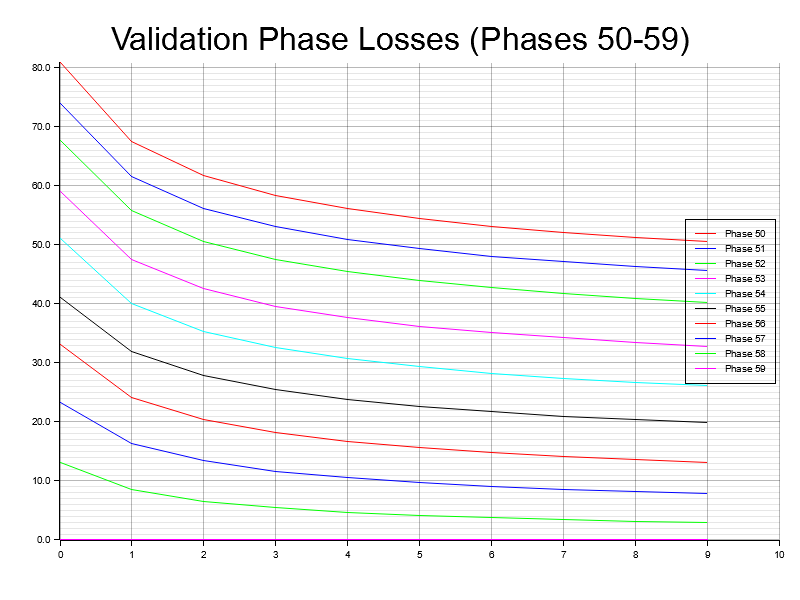 Validation Phase Losses (Phases 50-59)
80.0
70.0
60.0
50.0
40.0
30.0
20.0
10.0
0.0
Phase 50
Phase 51
Phase 52
Phase 53
Phase 54
Phase 55
Phase 56
Phase 57
Phase 58
Phase 59
0 1 2 3 4 5 6 7 8 9 10